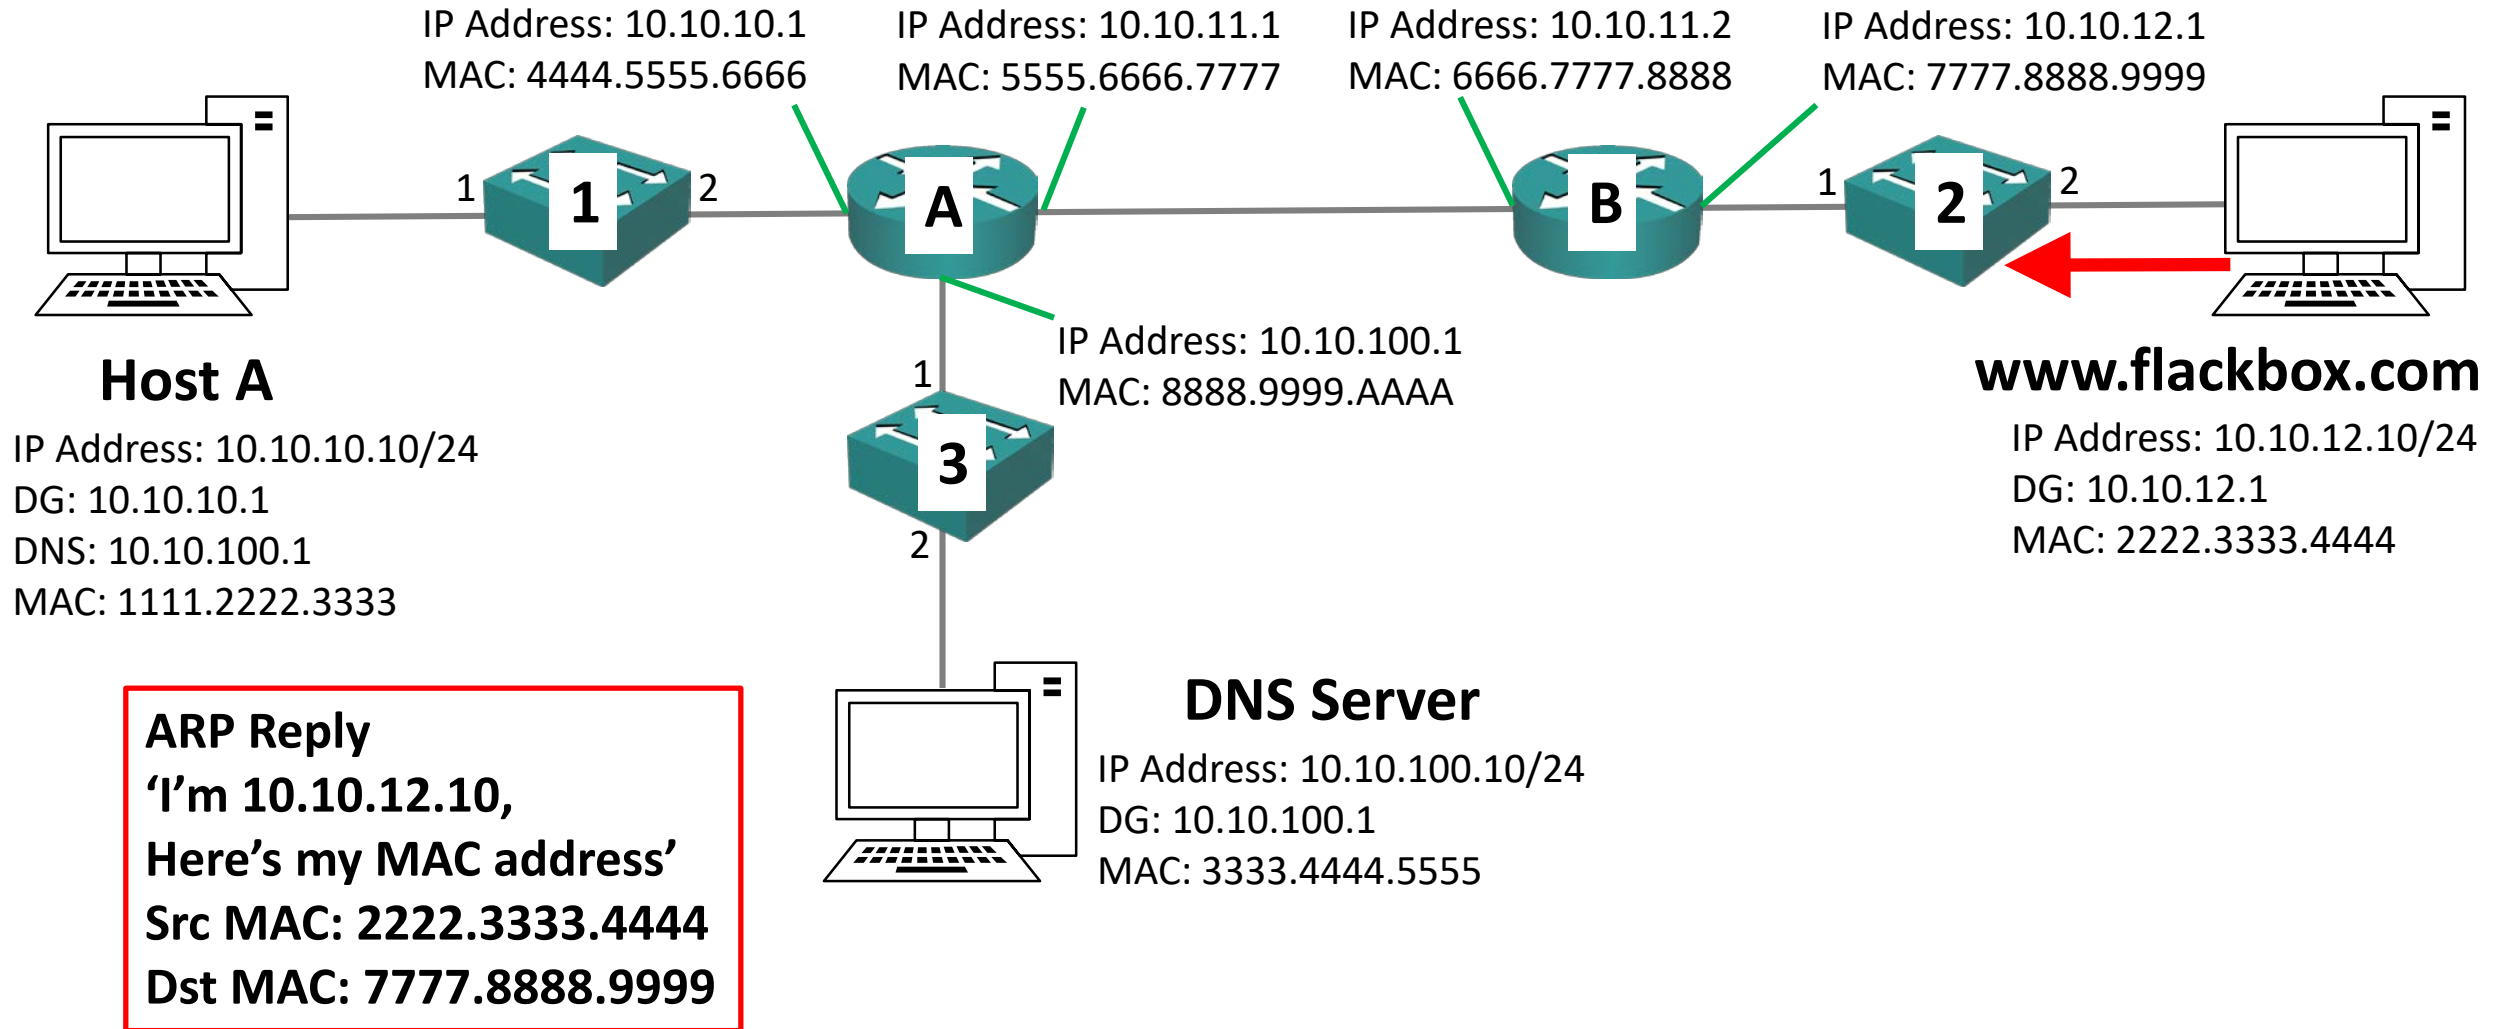 IP Address: 10.10.10.1
MAC: 4444.5555.6666
IP Address: 10.10.11.1
MAC: 5555.6666.7777
IP Address: 10.10.11.2
MAC: 6666.7777.8888
IP Address: 10.10.12.1
MAC: 7777.8888.9999
1
1
2
A
B
1
2
2
IP Address: 10.10.100.1
MAC: 8888.9999.AAAA
1
3
2
Host A
IP Address: 10.10.10.10/24
DG: 10.10.10.1
DNS: 10.10.100.1
MAC: 1111.2222.3333
www.flackbox.com
IP Address: 10.10.12.10/24
DG: 10.10.12.1
MAC: 2222.3333.4444
DNS Server
IP Address: 10.10.100.10/24
DG: 10.10.100.1
MAC: 3333.4444.5555
ARP Reply
‘I’m 10.10.12.10,
Here’s my MAC address’
Src MAC: 2222.3333.4444
Dst MAC: 7777.8888.9999